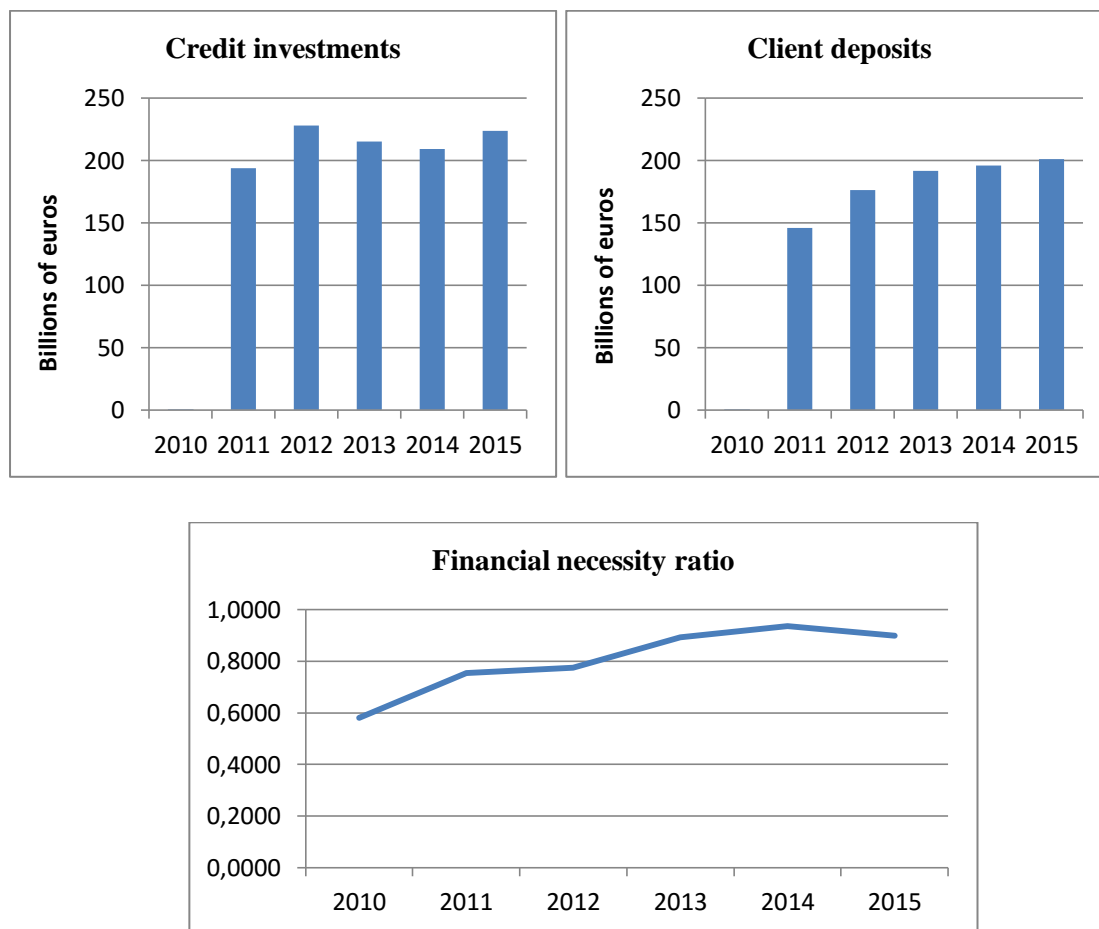 Credit investments
250
200
150
100
50
0
Billions of euros
2010 2011 2012 2013 2014 2015
Client deposits
250
200
150
100
50
0
Billions of euros
2010 2011 2012 2013 2014 2015
Financial necessity ratio
1,0000
0,8000
0,6000
0,4000
0,2000
0,0000
2010 2011 2012 2013 2014 2015